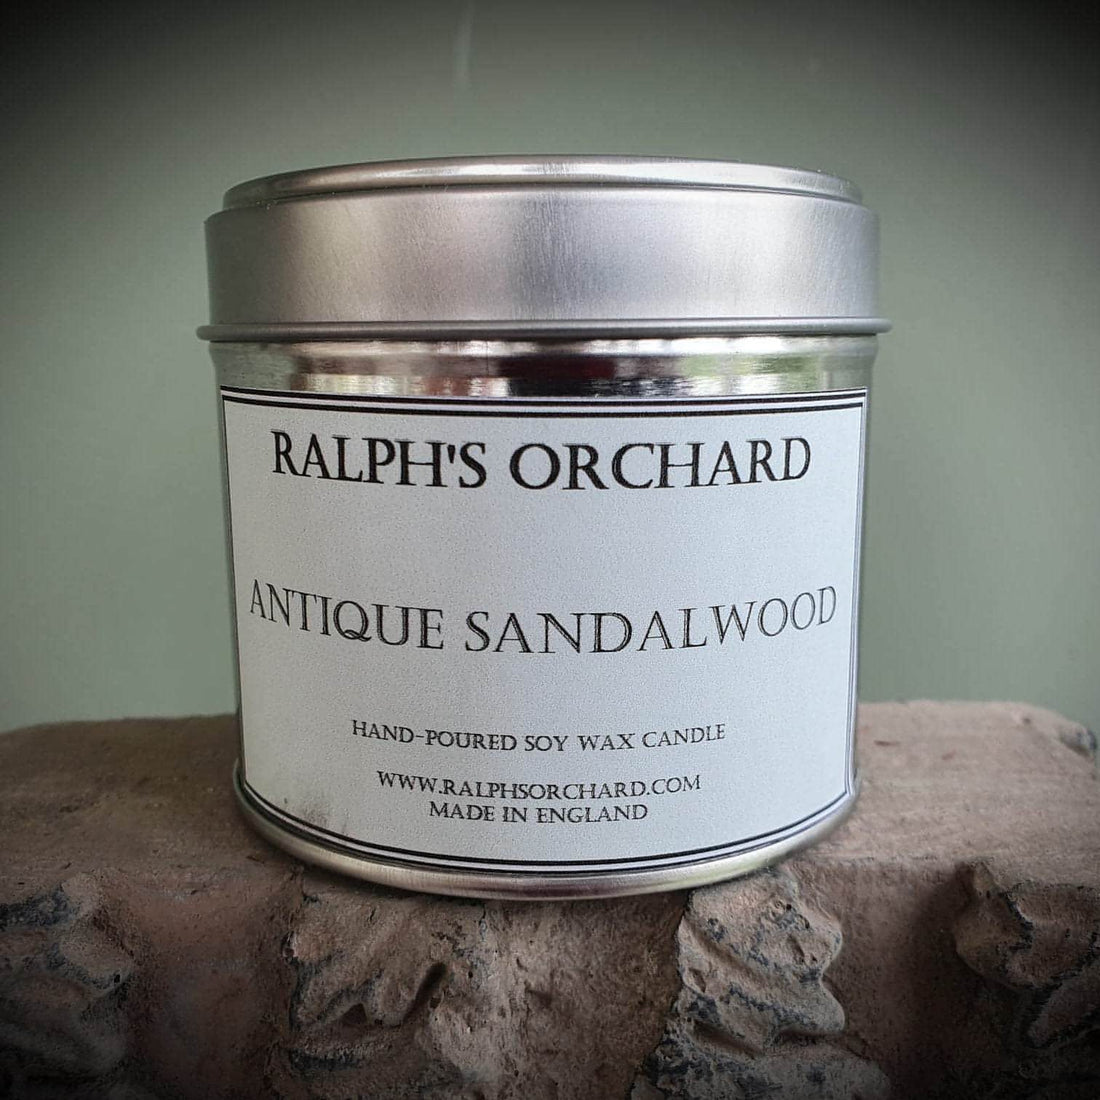 RALPH'S ORCHARD
ANTIQUE SANDALWOOD
HAND-POURED SOY WAX CANDLE
WWW.RALPHSORCHARD.COM
MADE IN ENGLAND